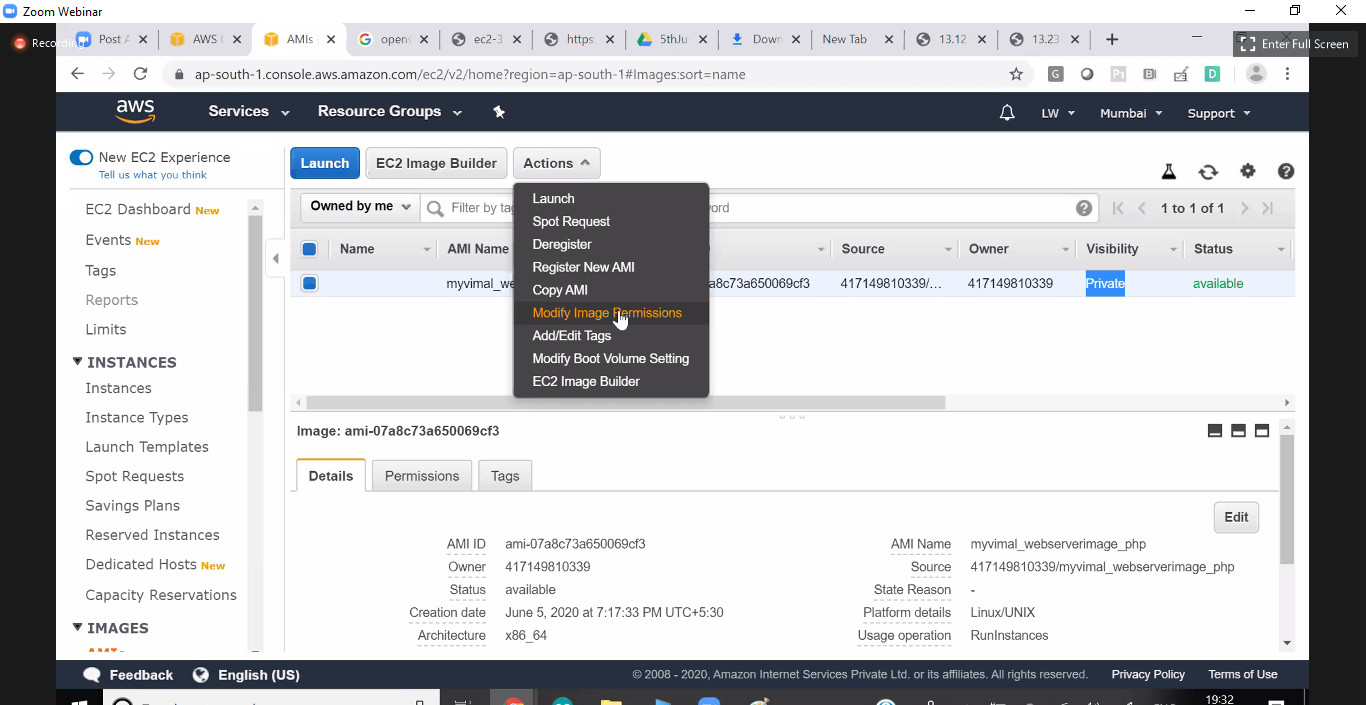 Zoom Webinar
Recording
Post A
AWS
AMIs
opens
ec2-3
https:
5thJu
Down
New Tab
13.12
13.23
Enter Full Screen
ap-south-1.console.aws.amazon.com/ec2/v2/home?region=ap-south-1#Images:sort=name
aws
Services
Resource Groups
LW
Mumbai
Support
New EC2 Experience
Tell us what you think
Launch
EC2 Image Builder
Actions
EC2 Dashboard New
Events New
Tags
Reports
Limits
INSTANCES
Instances
Instance Types
Launch Templates
Spot Requests
Savings Plans
Reserved Instances
Dedicated Hosts New
Capacity Reservations
IMAGES
AMIs
Owned by me
Filter by
Launch
Spot Request
Deregister
Register New AMI
Copy AMI
Modify Image Permissions
Add/Edit Tags
Modify Boot Volume Setting
EC2 Image Builder
1 to 1 of 1
Name
AMI Name
Source
Owner
Visibility
Status
myvimal_we
a8c73a650069cf3
417149810339/...
417149810339
Private
available
Image: ami-07a8c73a650069cf3
Details
Permissions
Tags
Edit
AMI ID ami-07a8c73a650069cf3
AMI Name myvimal_webserverimage_php
Owner 417149810339
Source 417149810339/myvimal_webserverimage_php
Status available
State Reason -
Creation date June 5, 2020 at 7:17:33 PM UTC+5:30
Platform details Linux/UNIX
Architecture x86_64
Usage operation RunInstances
Feedback
English (US)
© 2008 - 2020, Amazon Internet Services Private Ltd. or its affiliates. All rights reserved.
Privacy Policy
Terms of Use
19:32